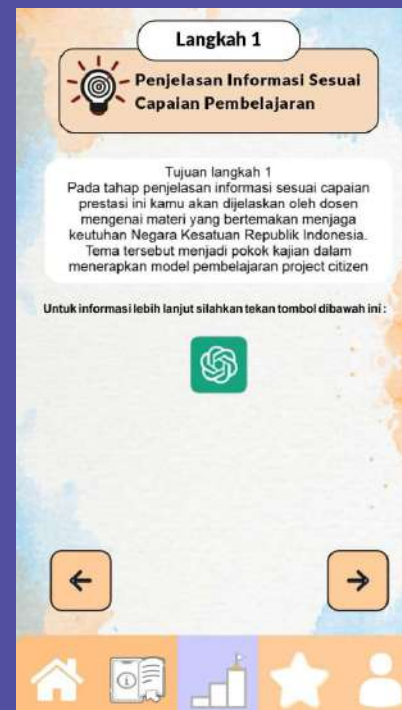 Langkah 1
Penjelasan Informasi Sesuai
Capaian Pembelajaran
Tujuan langkah 1
Pada tahap penjelasan informasi sesuai capaian
prestasi ini kamu akan dijelaskan oleh dosen
mengenai materi yang bertemakan menjaga
keutuhan Negara Kesatuan Republik Indonesia.
Tema tersebut menjadi pokok kajian dalam
menerapkan model pembelajaran project citizen
Untuk informasi lebih lanjut silahkan tekan tombol dibawah ini :